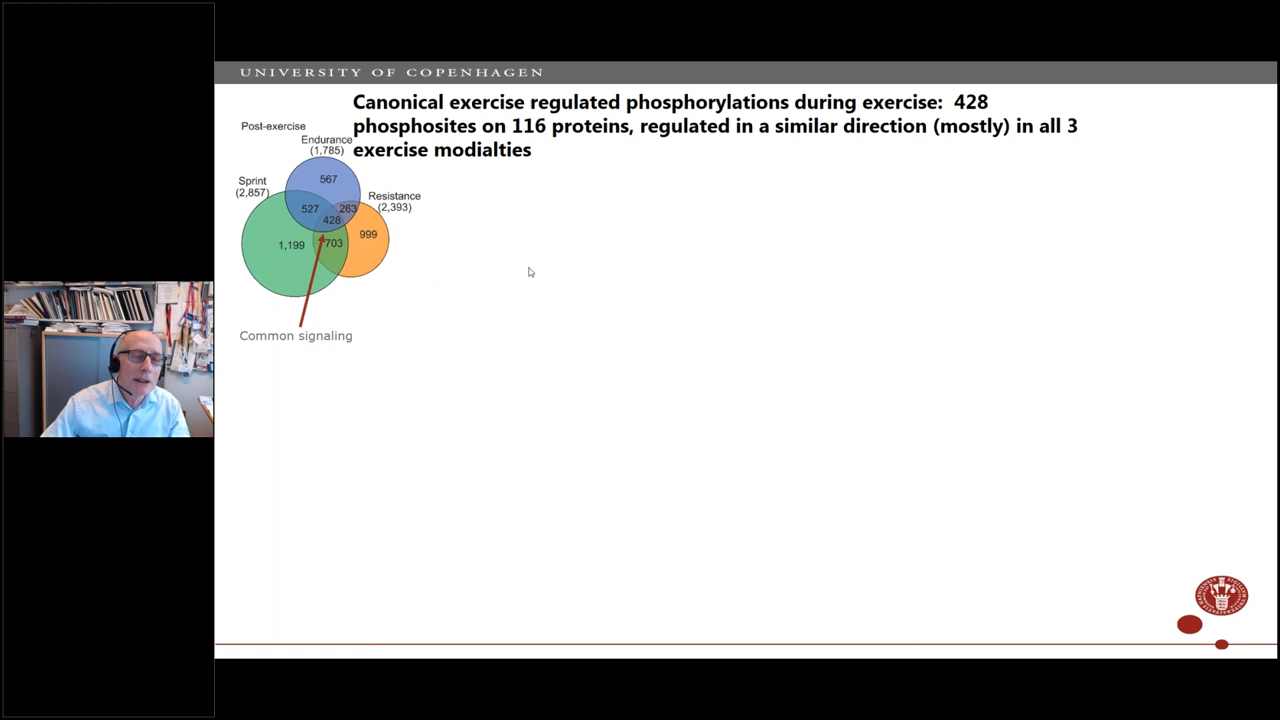 UNIVERSITY OF COPENHAGEN
Canonical exercise regulated phosphorylations during exercise: 428
phosphosites on 116 proteins, regulated in a similar direction (mostly) in all 3
exercise modialties
Post-exercise
Endurance
(1,785)
Sprint
(2,857)
Resistance
(2,393)
567
527
263
428
999
1,199
703
Common signaling